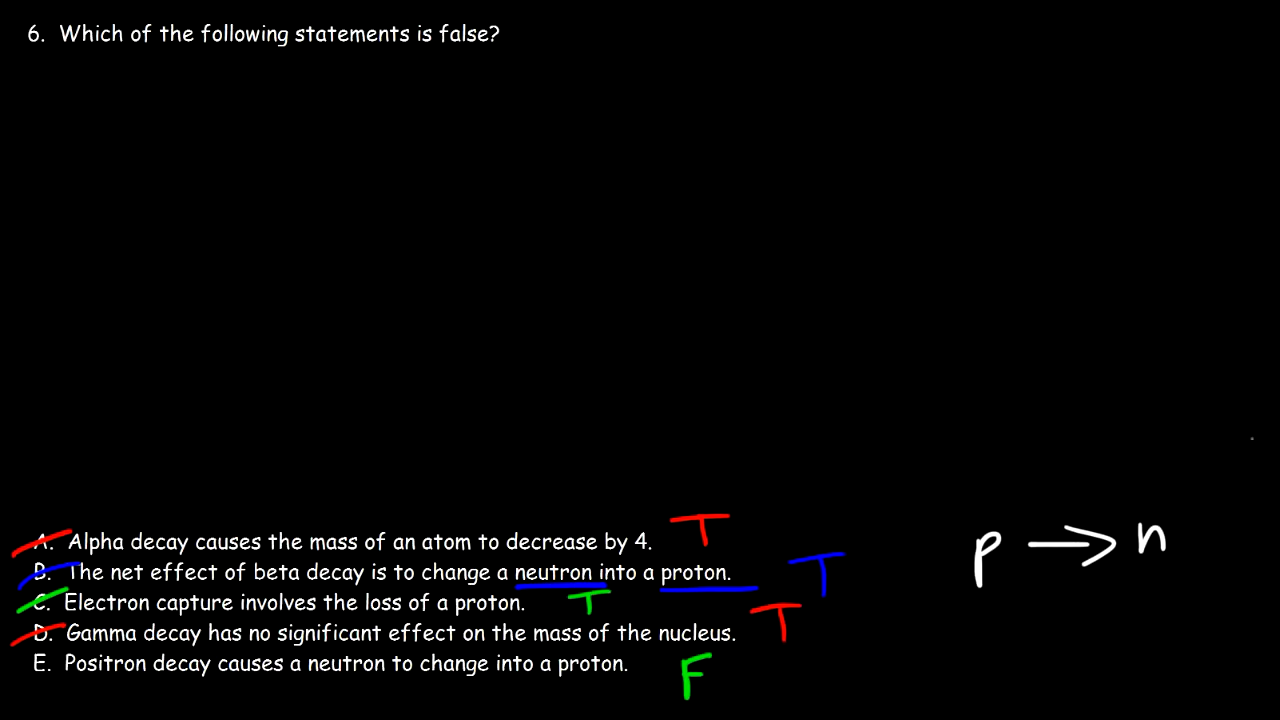 6. Which of the following statements is false?
A. Alpha decay causes the mass of an atom to decrease by 4. T
B. The net effect of beta decay is to change a neutron into a proton. T
C. Electron capture involves the loss of a proton. T
D. Gamma decay has no significant effect on the mass of the nucleus. T
E. Positron decay causes a neutron to change into a proton. F
p → n